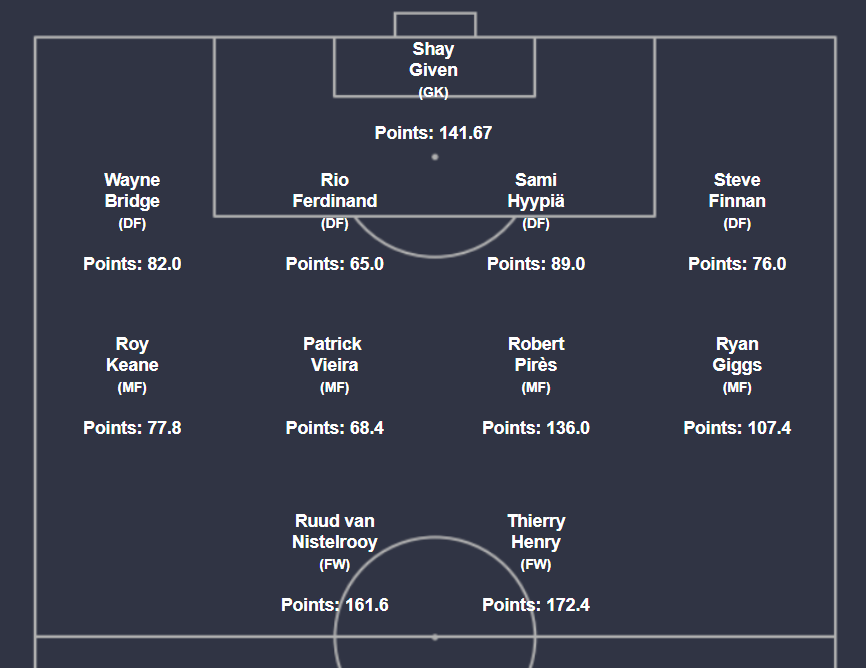 Shay
Given
(GK)
Points: 141.67
Wayne
Bridge
(DF)
Points: 82.0
Rio
Ferdinand
(DF)
Points: 65.0
Sami
Hyypiä
(DF)
Points: 89.0
Steve
Finnan
(DF)
Points: 76.0
Roy
Keane
(MF)
Points: 77.8
Patrick
Vieira
(MF)
Points: 68.4
Robert
Pirès
(MF)
Points: 136.0
Ryan
Giggs
(MF)
Points: 107.4
Ruud van
Nistelrooy
(FW)
Points: 161.6
Thierry
Henry
(FW)
Points: 172.4